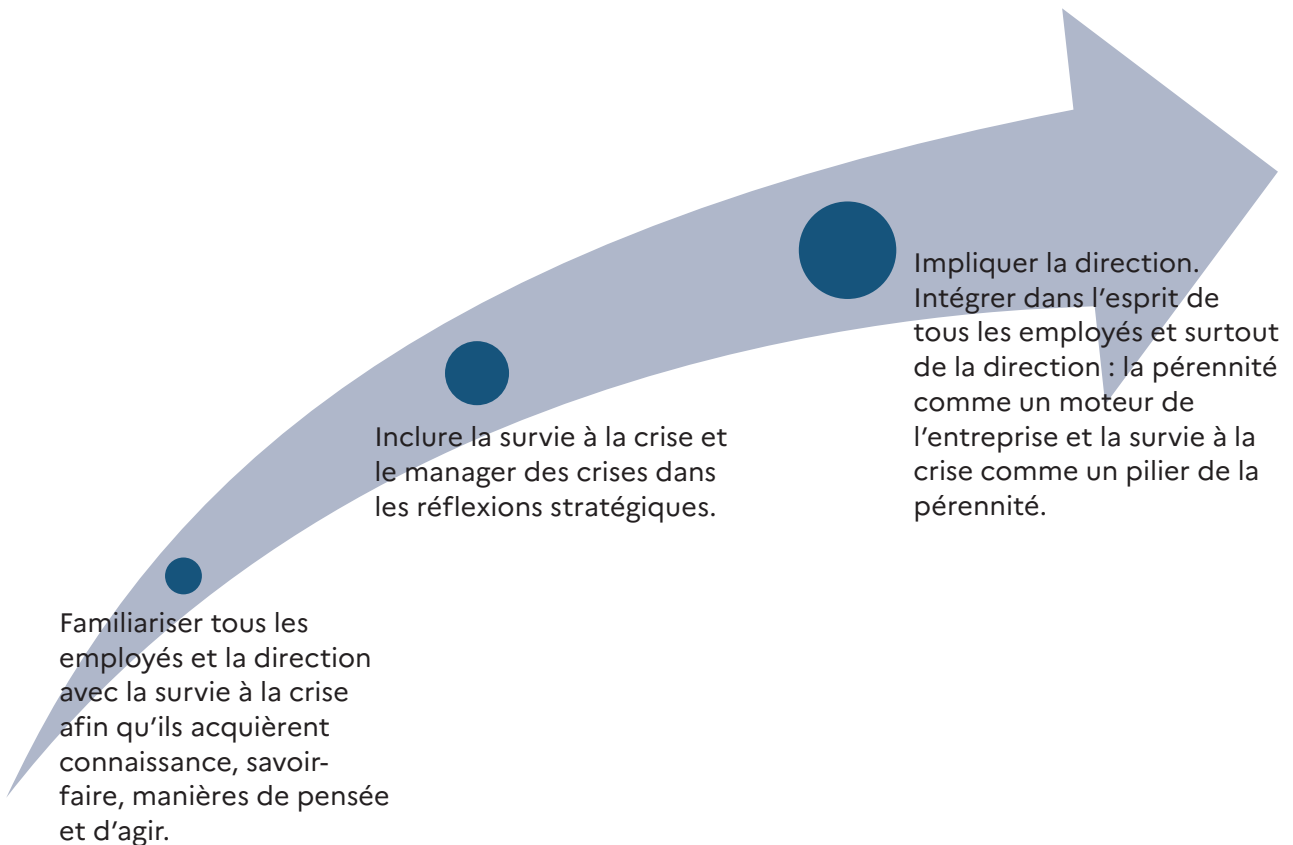 Familiariser tous les
employés et la direction
avec la survie à la crise
afin qu’ils acquièrent
connaissance, savoir-
faire, manières de pensée
et d’agir.
Inclure la survie à la crise et
le manager des crises dans
les réflexions stratégiques.
Impliquer la direction.
Intégrer dans l’esprit de
tous les employés et surtout
de la direction : la pérennité
comme un moteur de
l’entreprise et la survie à la
crise comme un pilier de la
pérennité.